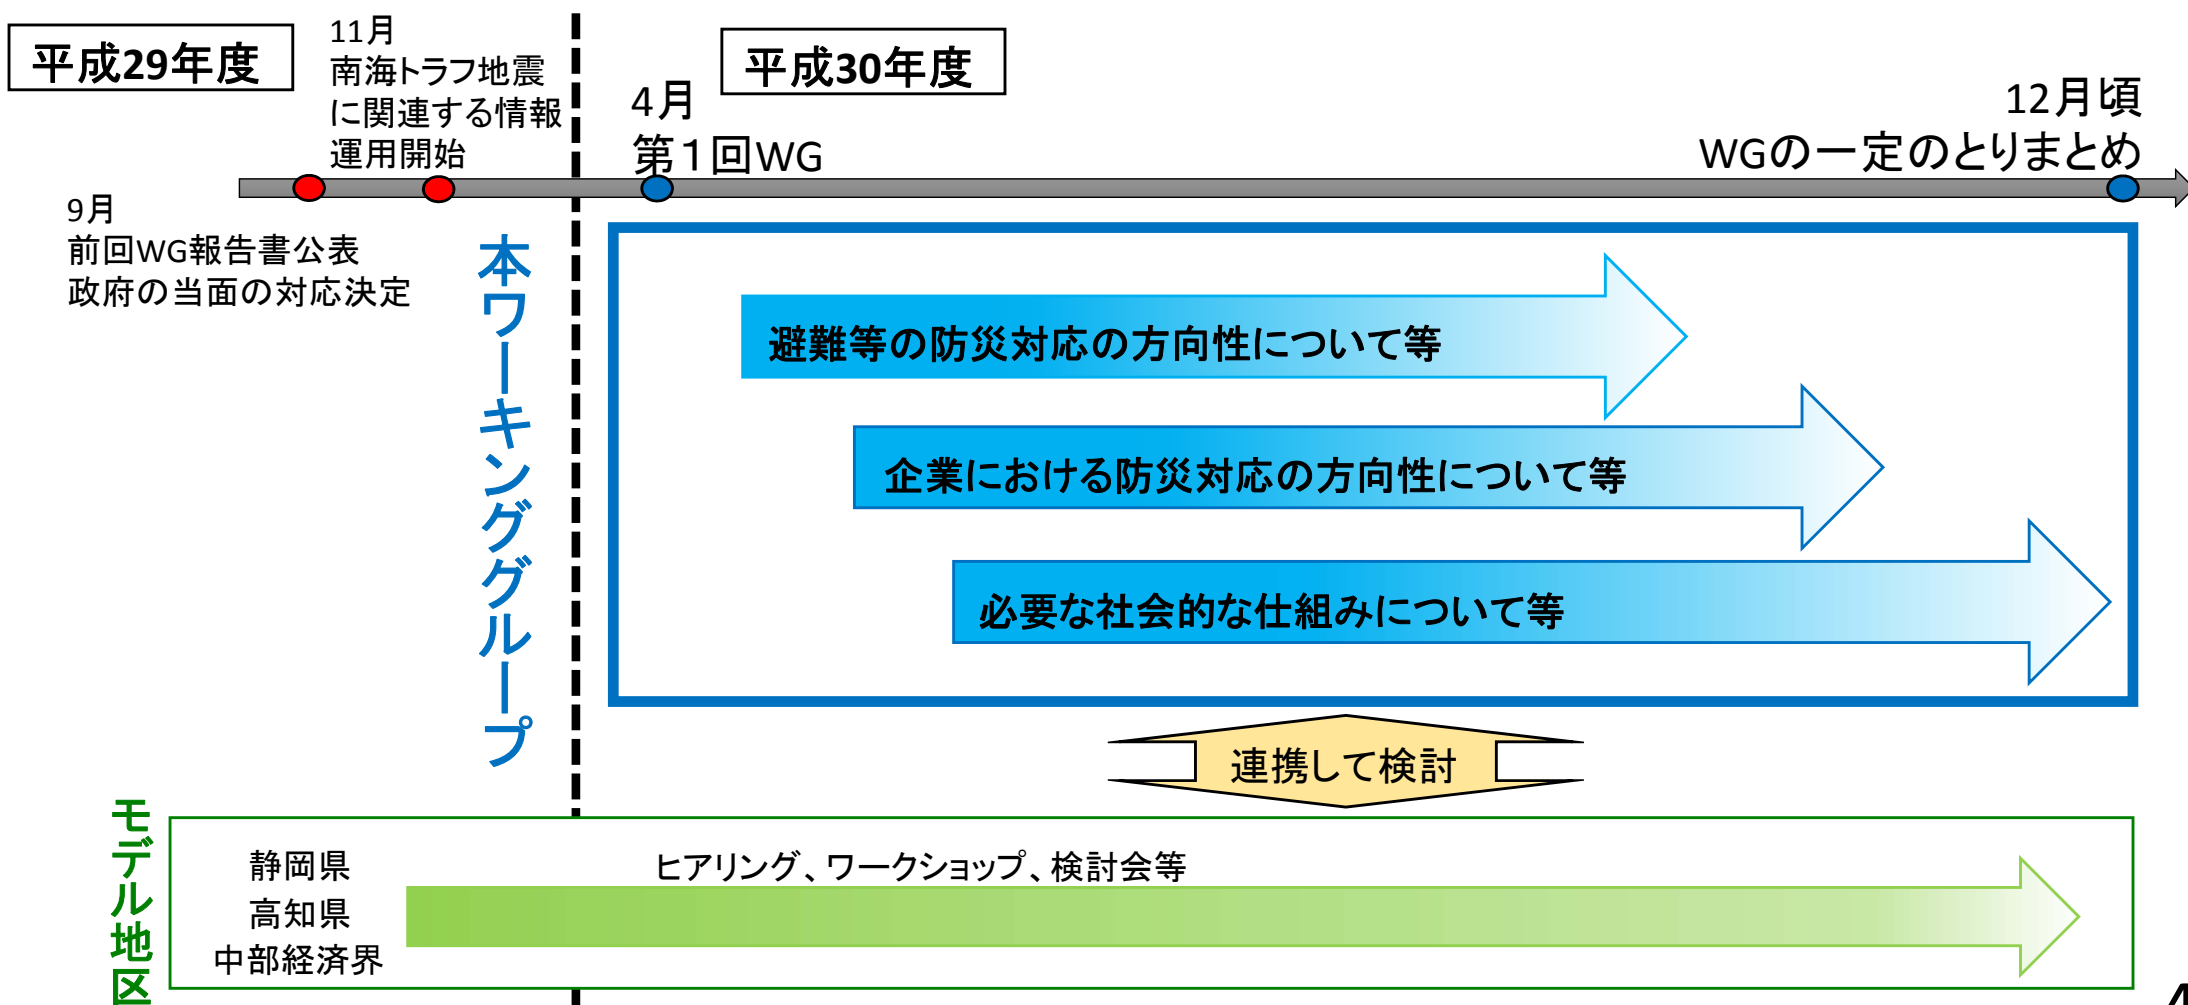 平成29年度
11月
南海トラフ地震
に関連する情報
運用開始
平成30年度
4月
第１回WG
12月頃
WGの一定のとりまとめ
9月
前回WG報告書公表
政府の当面の対応決定
本ワーキンググループ
避難等の防災対応の方向性について等
企業における防災対応の方向性について等
必要な社会的な仕組みについて等
連携して検討
モデル地区
静岡県
高知県
中部経済界
ヒアリング、ワークショップ、検討会等